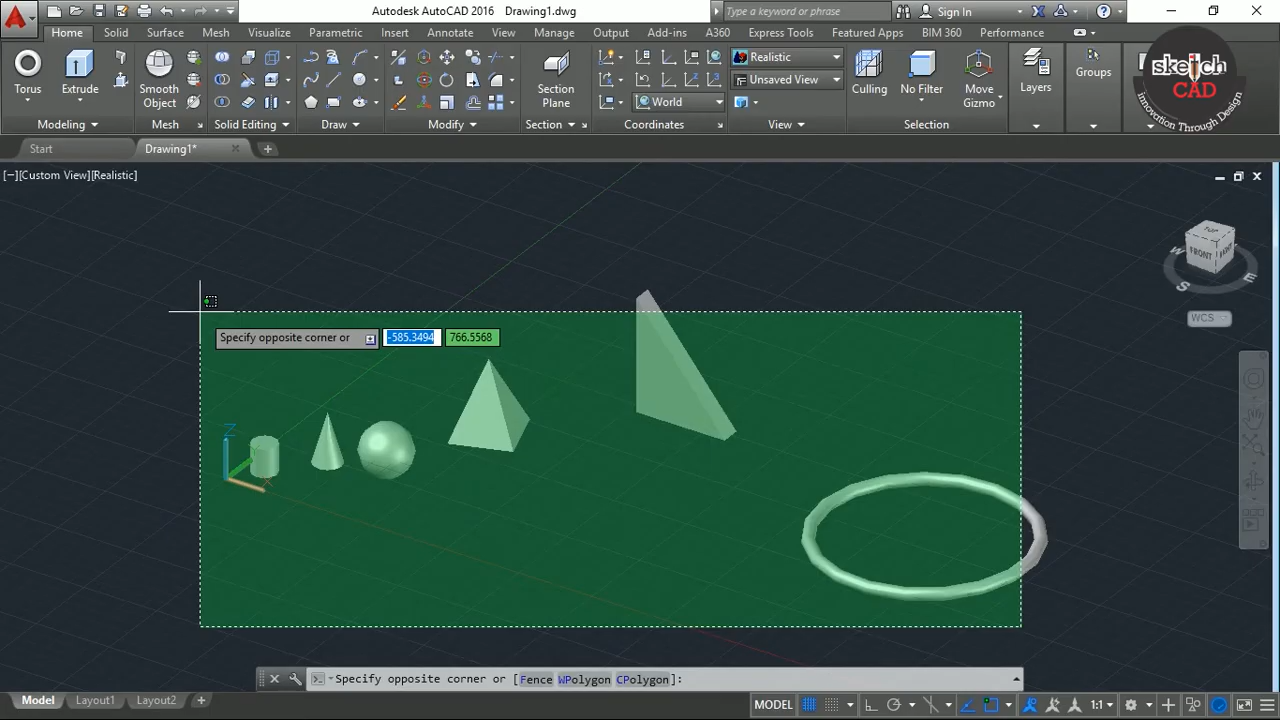 Autodesk AutoCAD 2016 Drawing1.dwg
Type a keyword or phrase
Sign In
Home Solid Surface Mesh Visualize Parametric Insert Annotate View Manage Output Add-ins A360 Express Tools Featured Apps BIM 360 Performance
Torus
Extrude
Smooth Object
Section Plane
Realistic
Unsaved View
World
Culling
No Filter
Move Gizmo
Layers
Groups
Modeling Mesh Solid Editing Draw Modify Section Coordinates View Selection
sketch
CAD
Innovation Through Design
Start Drawing1*
[−][Custom View][Realistic]
TOP
FRONT
W
S
E
WCS
Specify opposite corner or -585.3494 766.5568
Z
X
Specify opposite corner or [Fence WPolygon CPolygon]:
Model Layout1 Layout2
MODEL 1:1